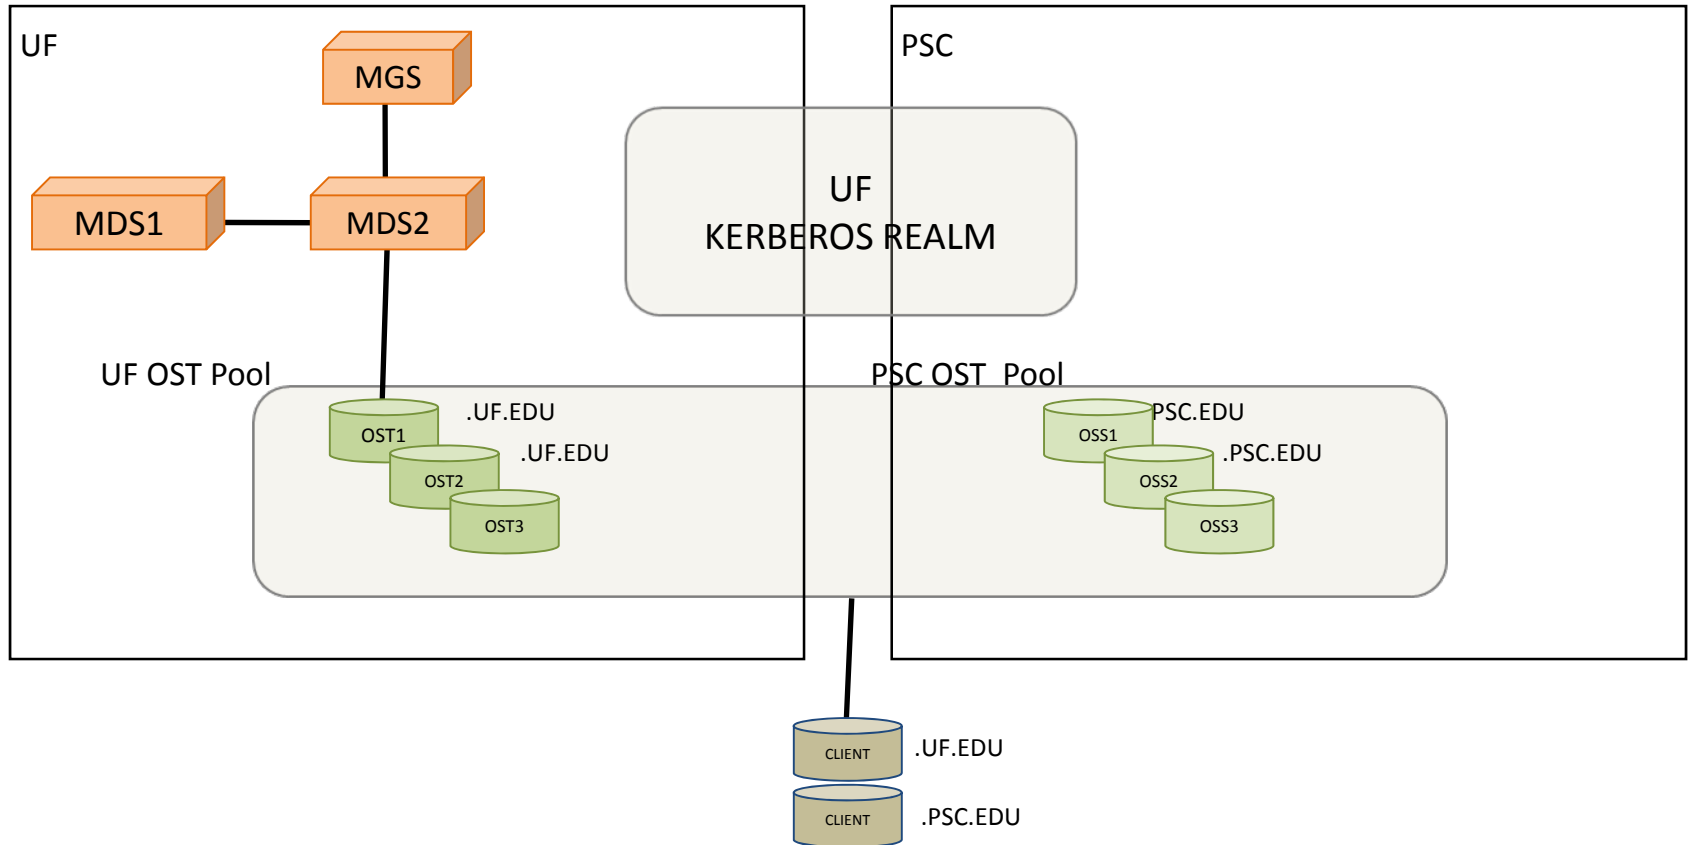 UF
PSC
MGS
MDS1
MDS2
UF
KERBEROS REALM
UF OST Pool
PSC OST Pool
OST1
.UF.EDU
OST2
.UF.EDU
OST3
OSS1
PSC.EDU
OSS2
.PSC.EDU
OSS3
CLIENT
.UF.EDU
CLIENT
.PSC.EDU